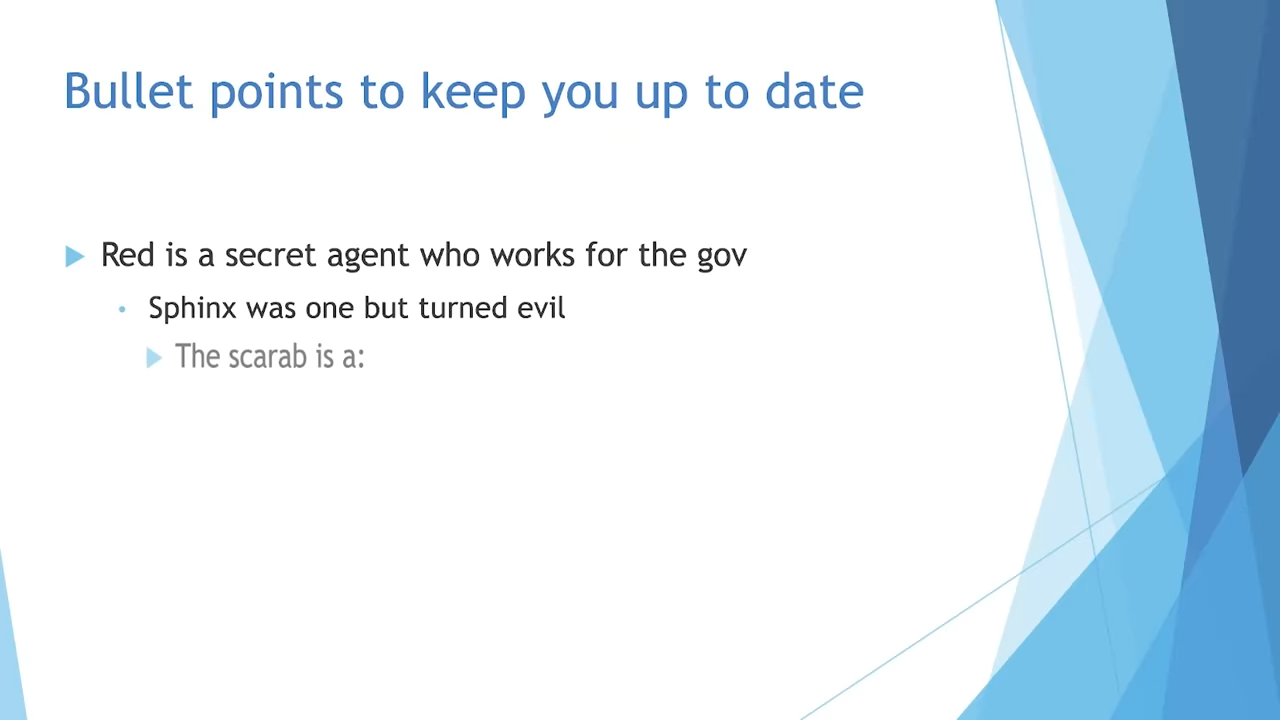 Bullet points to keep you up to date
Red is a secret agent who works for the gov
Sphinx was one but turned evil
The scarab is a: